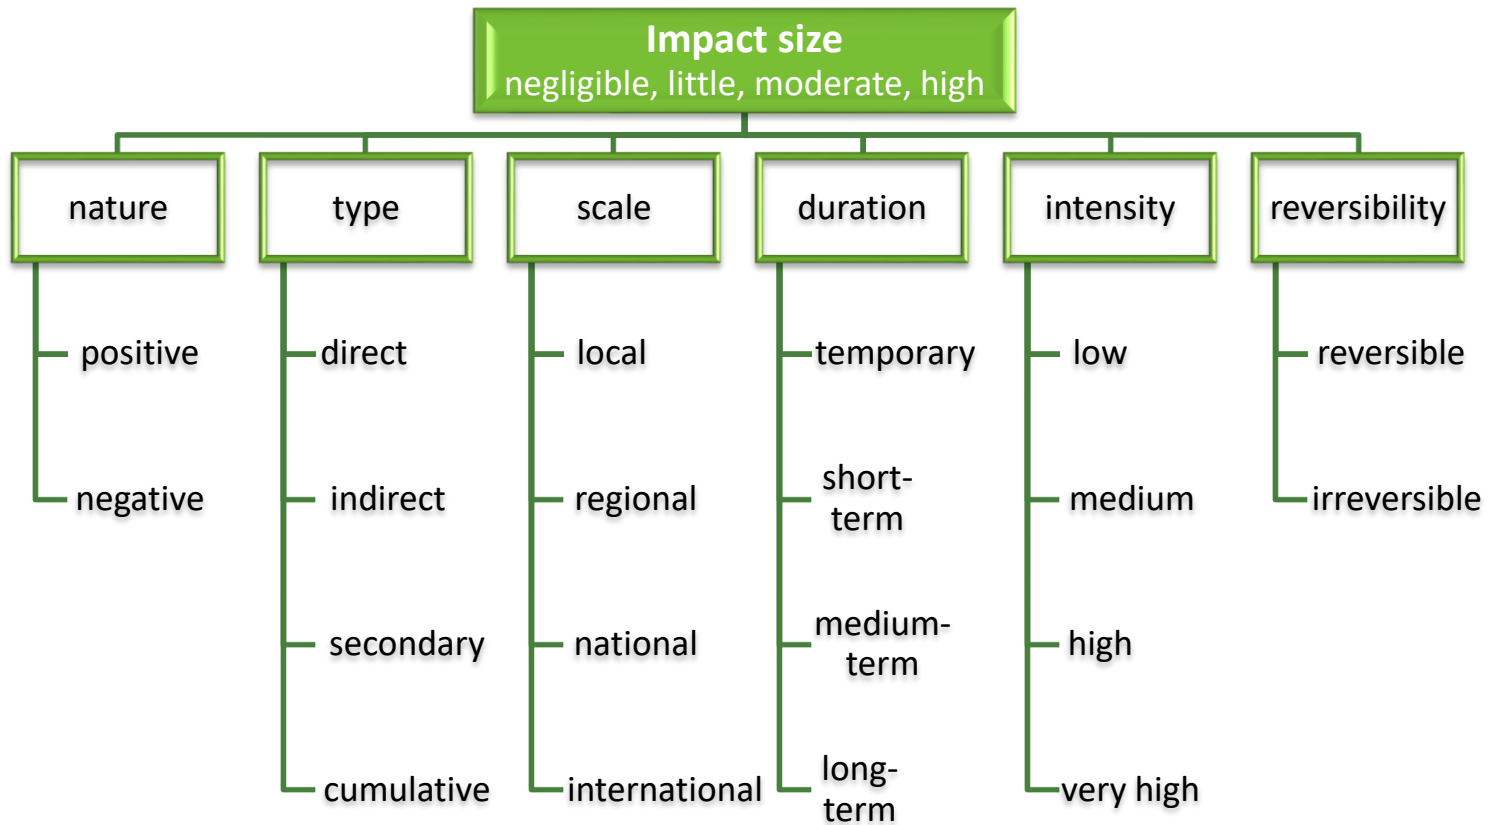 Impact size
negligible, little, moderate, high
nature
type
scale
duration
intensity
reversibility
positive
direct
local
temporary
low
reversible
negative
indirect
regional
short-
term
medium
irreversible
secondary
national
medium-
term
high
cumulative
international
long-
term
very high